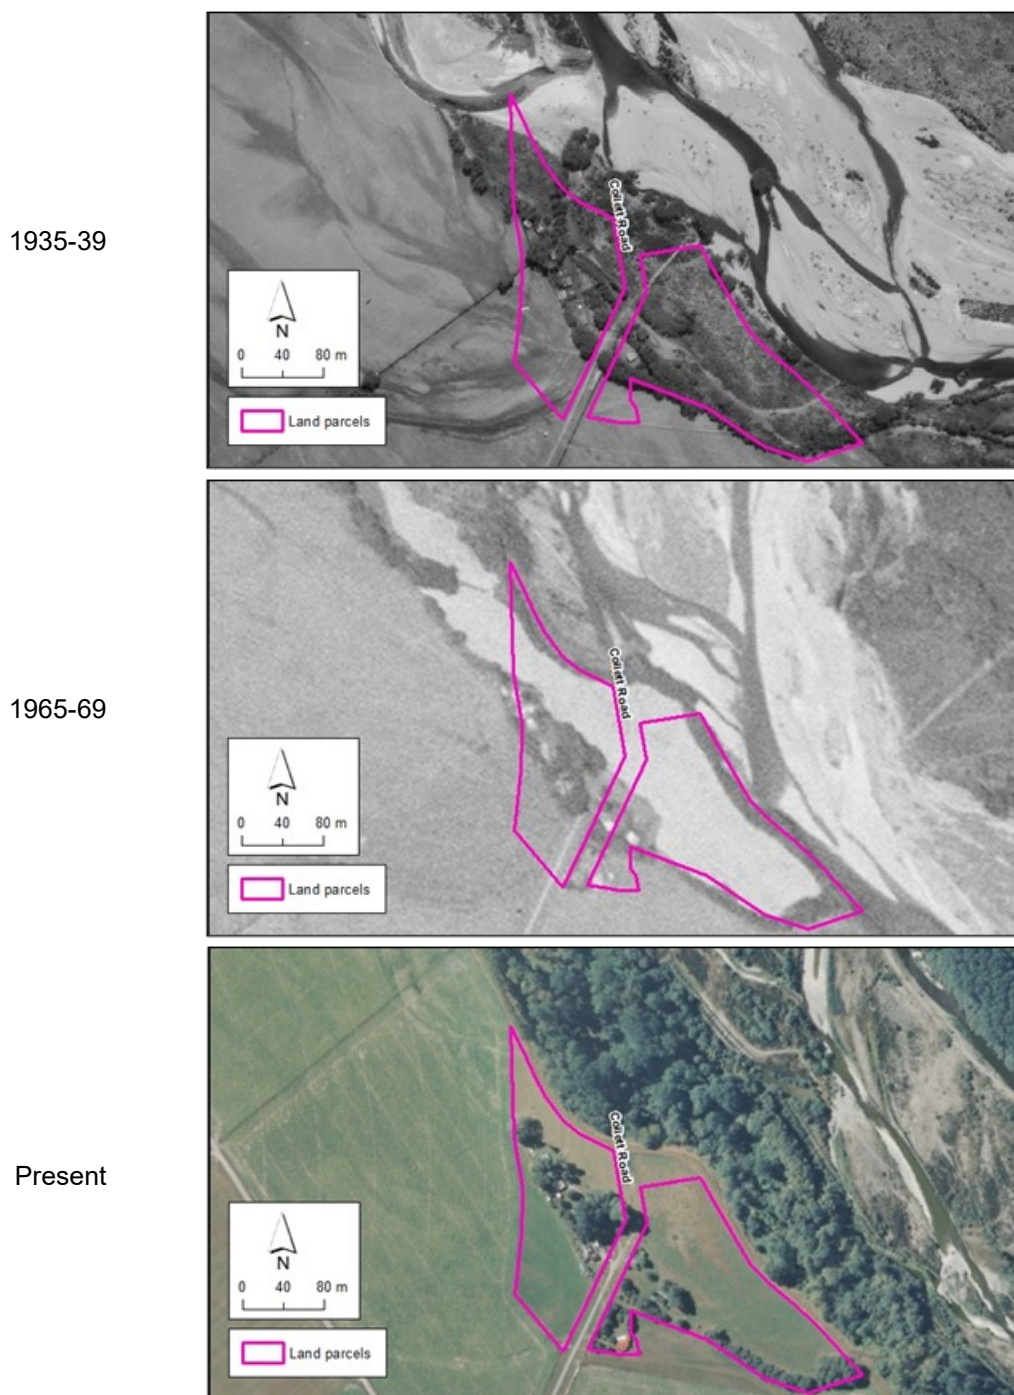 1935-39
Collett Road
N
0 40 80 m
Land parcels
1965-69
Collett Road
N
0 40 80 m
Land parcels
Present
Collett Road
N
0 40 80 m
Land parcels